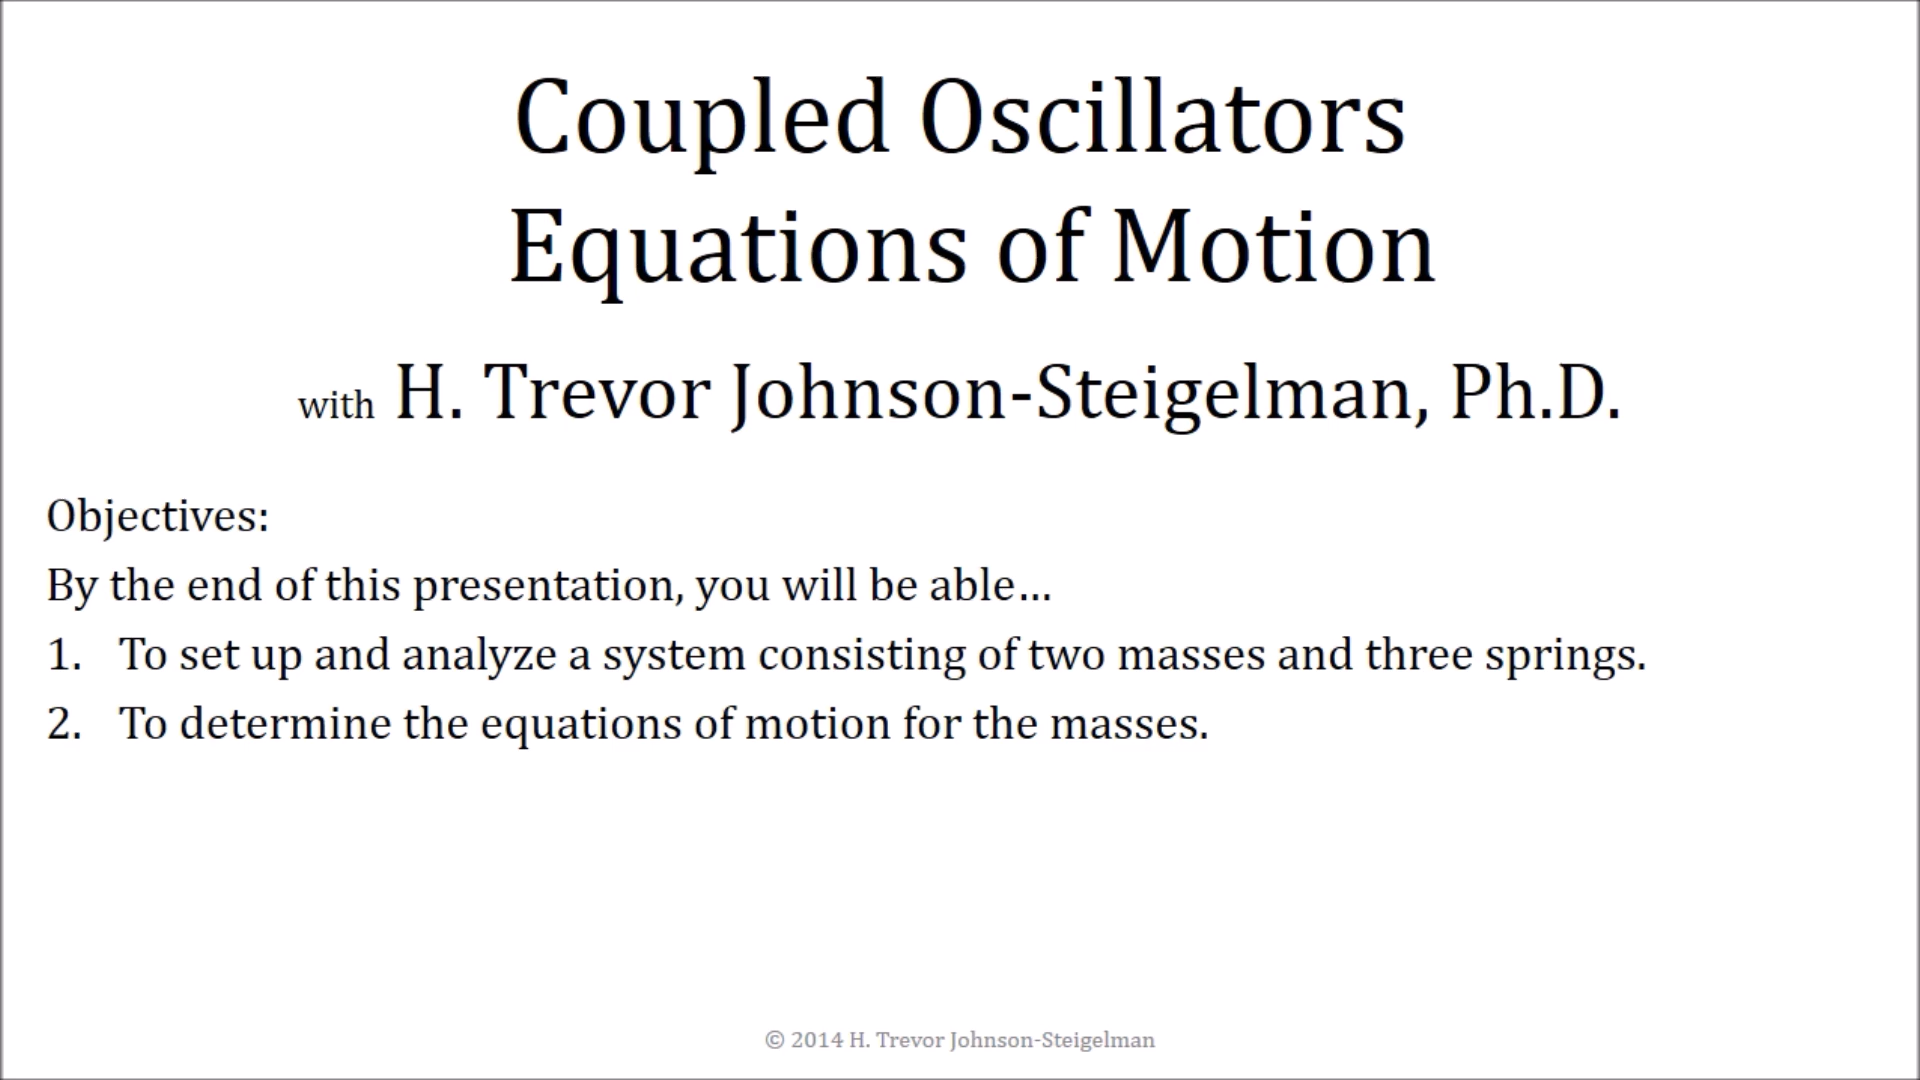 Coupled Oscillators
Equations of Motion
with H. Trevor Johnson-Steigelman, Ph.D.
Objectives:
By the end of this presentation, you will be able...
1. To set up and analyze a system consisting of two masses and three springs.
2. To determine the equations of motion for the masses.
© 2014 H. Trevor Johnson-Steigelman